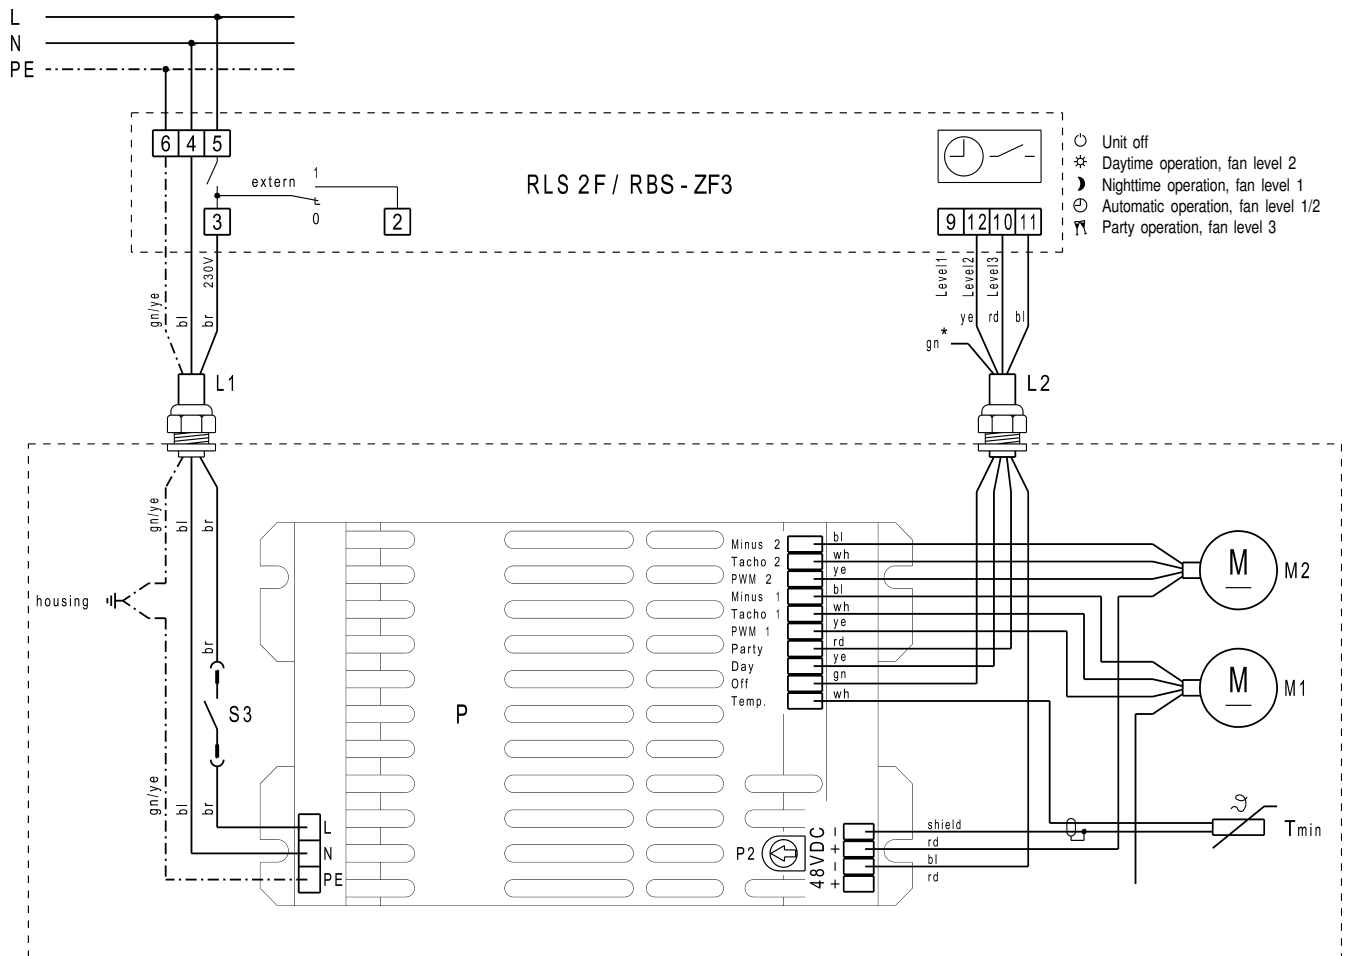 L
N
PE
6 4 5
extern 1
0
3
2
RLS 2F / RBS - ZF3
9 12 10 11
Unit off
Daytime operation, fan level 2
Nighttime operation, fan level 1
Automatic operation, fan level 1/2
Party operation, fan level 3
gn/ye
bl
br
230V
Level1
Level2
Level3
gn*
ye
rd
bl
L1
L2
gn/ye
bl
br
housing
br
S3
gn/ye
bl
br
L
N
PE
P
Minus 2 bl
Tacho 2 wh
PWM 2 ye
Minus 1 bl
Tacho 1 wh
PWM 1 ye
Party rd
Day ye
Off gn
Temp. wh
M
M2
M
M1
P2
48VDC
- shield
+ rd
- bl
+ rd
ϑ
Tmin